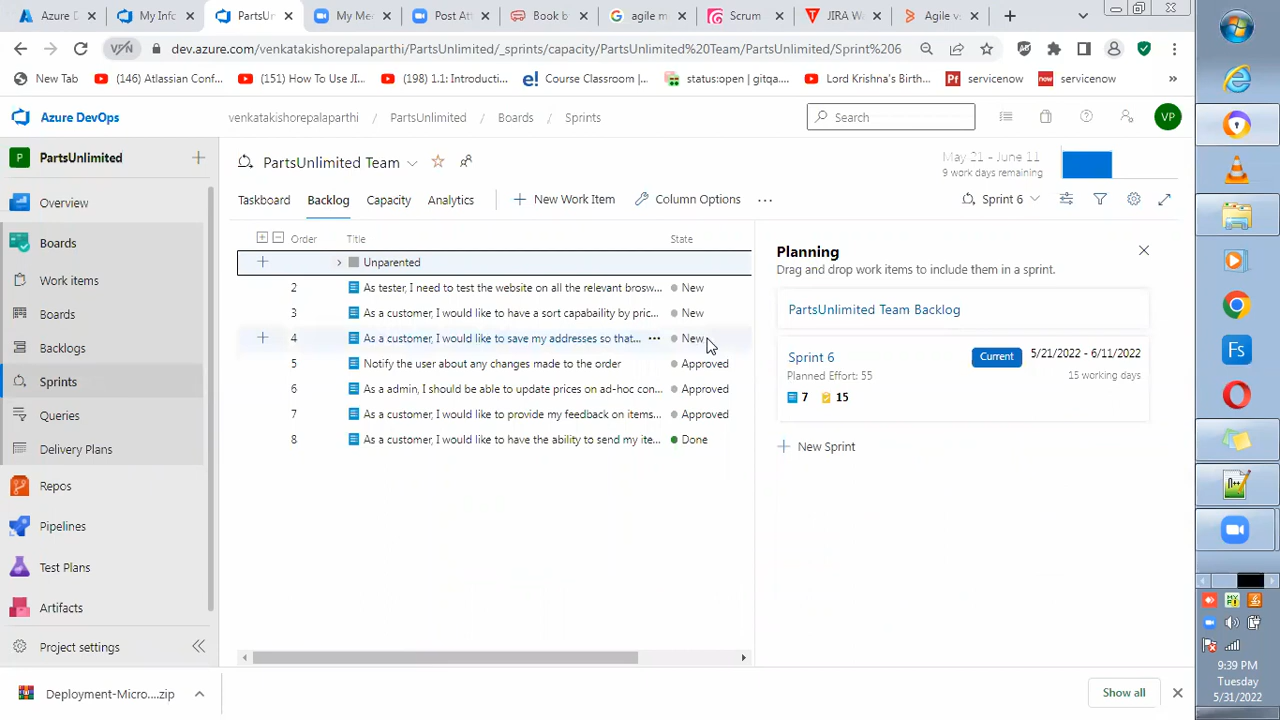 Azure D
My Info
PartsUn
My Me
Post Att
Book b
agile m
Scrum
JIRA Wa
Agile v
VPN
dev.azure.com/venkatakishorepalaparthi/PartsUnlimited/_sprints/capacity/PartsUnlimited%20Team/PartsUnlimited/Sprint%206
New Tab
(146) Atlassian Conf...
(151) How To Use JI...
(198) 1.1: Introducti...
Course Classroom |...
status:open | gitqa....
Lord Krishna's Birth...
servicenow
servicenow
»
Azure DevOps
venkatakishorepalaparthi / PartsUnlimited / Boards / Sprints
Search
VP
P PartsUnlimited
PartsUnlimited Team
May 21 - June 11
9 work days remaining
Overview
Boards
Work items
Boards
Backlogs
Sprints
Queries
Delivery Plans
Repos
Pipelines
Test Plans
Artifacts
Project settings
Taskboard
Backlog
Capacity
Analytics
New Work Item
Column Options
...
Sprint 6
Order Title State
Unparented
2 As tester, I need to test the website on all the relevant brosw... New
3 As a customer, I would like to have a sort capabaility by pric... New
4 As a customer, I would like to save my addresses so that... ... New
5 Notify the user about any changes made to the order Approved
6 As a admin, I should be able to update prices on ad-hoc con... Approved
7 As a customer, I would like to provide my feedback on items... Approved
8 As a customer, I would like to have the ability to send my ite... Done
Planning
Drag and drop work items to include them in a sprint.
PartsUnlimited Team Backlog
Sprint 6 Current 5/21/2022 - 6/11/2022
Planned Effort: 55 15 working days
7 15
New Sprint
Deployment-Micro....zip
Show all
Fs
9:39 PM
Tuesday
5/31/2022